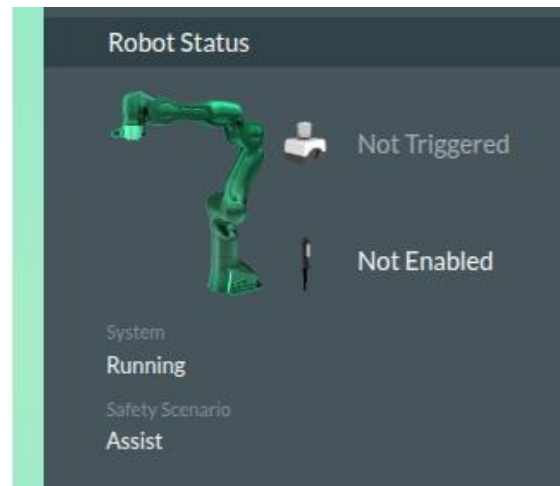 Robot Status
Not Triggered
Not Enabled
System
Running
Safety Scenario
Assist